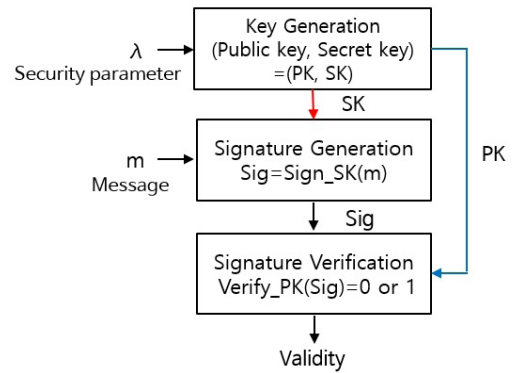 Key Generation
λ
(Public key, Secret key)
Security parameter
=(PK, SK)
SK
Signature Generation
m
Sig=Sign_SK(m)
PK
Message
Sig
Signature Verification
Verify_PK(Sig)=0 or 1
Validity